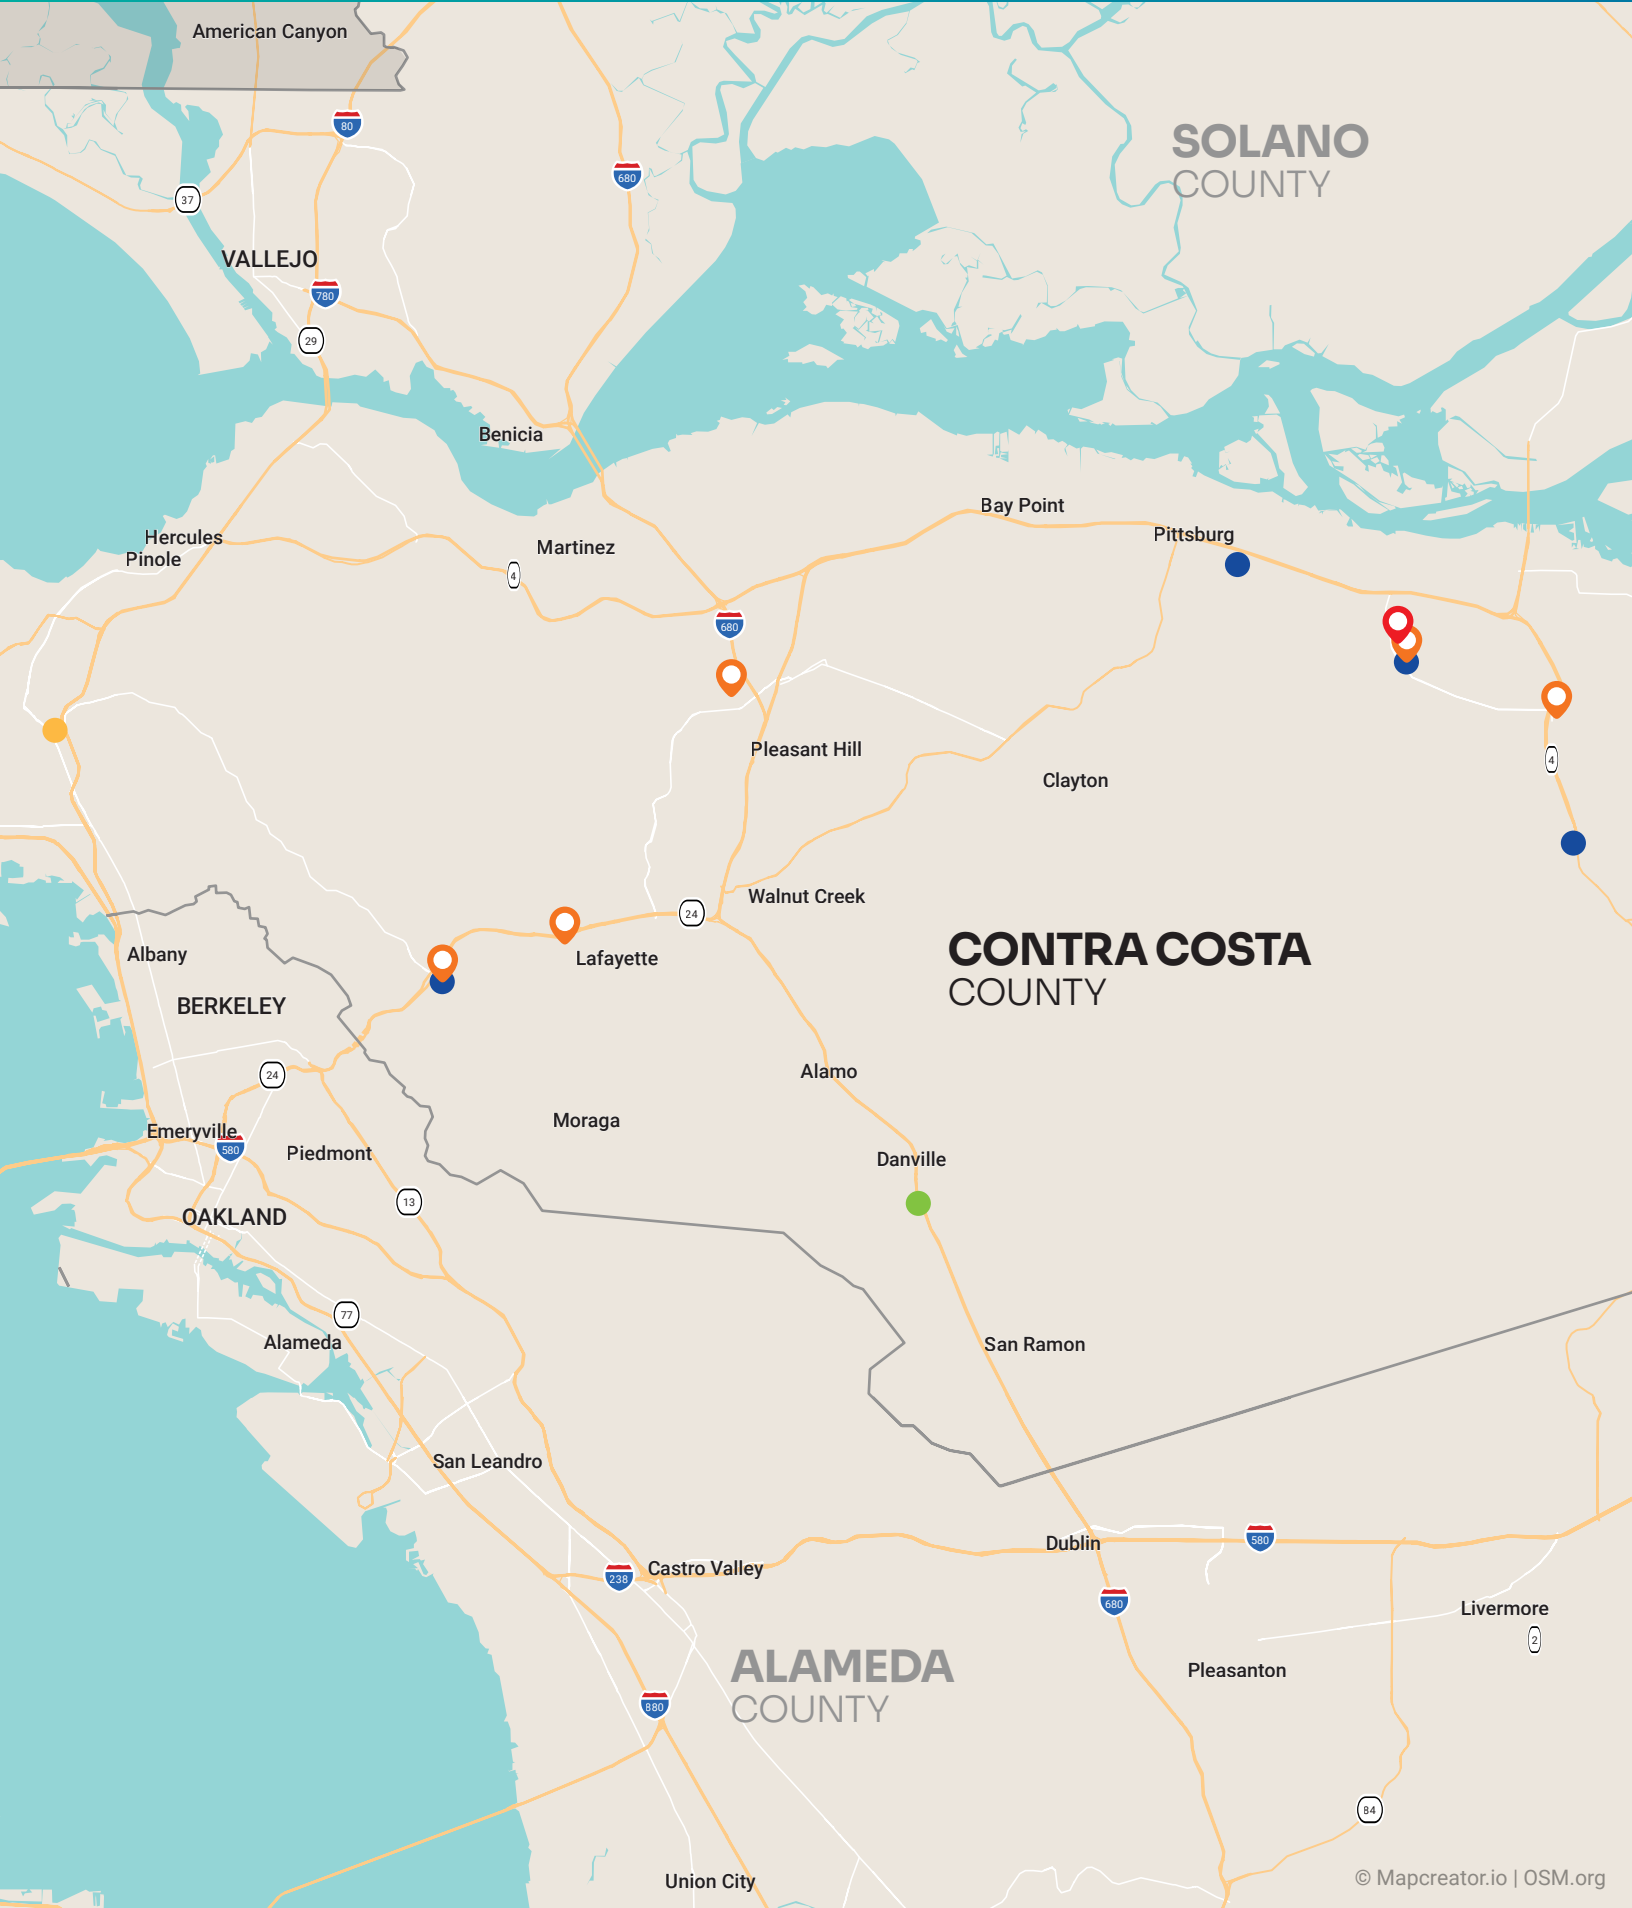 American Canyon
80
SOLANO
COUNTY
680
37
VALLEJO
780
29
Benicia
Bay Point
Hercules
Pinole
Martinez
Pittsburg
4
680
Pleasant Hill
Clayton
4
Walnut Creek
24
Lafayette
CONTRA COSTA
COUNTY
Albany
BERKELEY
24
Alamo
Moraga
Emeryville
580
Piedmont
Danville
13
OAKLAND
77
Alameda
San Ramon
San Leandro
Dublin
580
Castro Valley
238
680
Livermore
2
ALAMEDA
COUNTY
Pleasanton
880
84
Union City
© Mapcreator.io | OSM.org